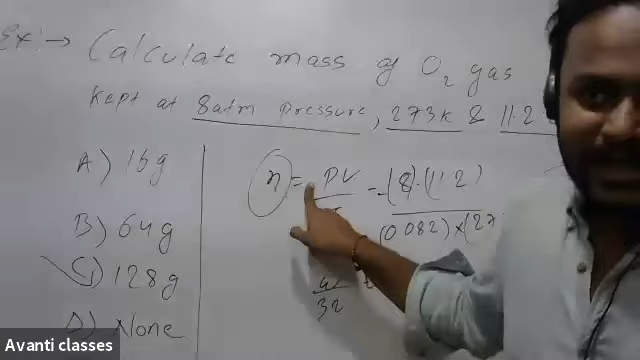 Ex:→ Calculate mass of O2 gas
Kept at 8atm pressure, 273K & 11.2
A) 16g
B) 64g
C) 128g
D) None
n = PV = (8)·(11.2)
(0.082)×(27
32
Avanti classes